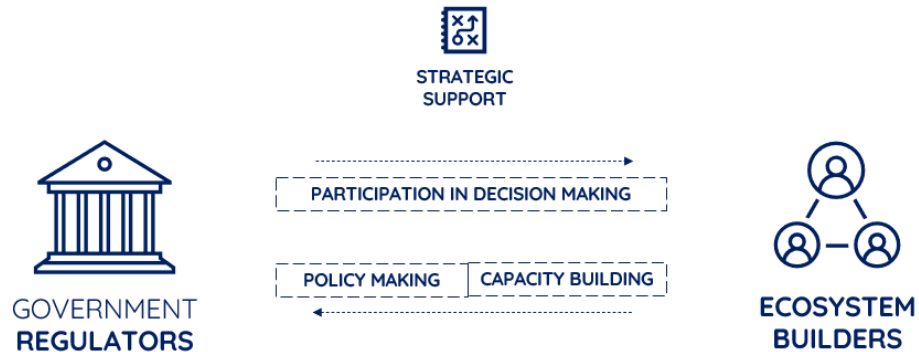 STRATEGIC
SUPPORT
PARTICIPATION IN DECISION MAKING
POLICY MAKING
CAPACITY BUILDING
GOVERNMENT
REGULATORS
ECOSYSTEM
BUILDERS